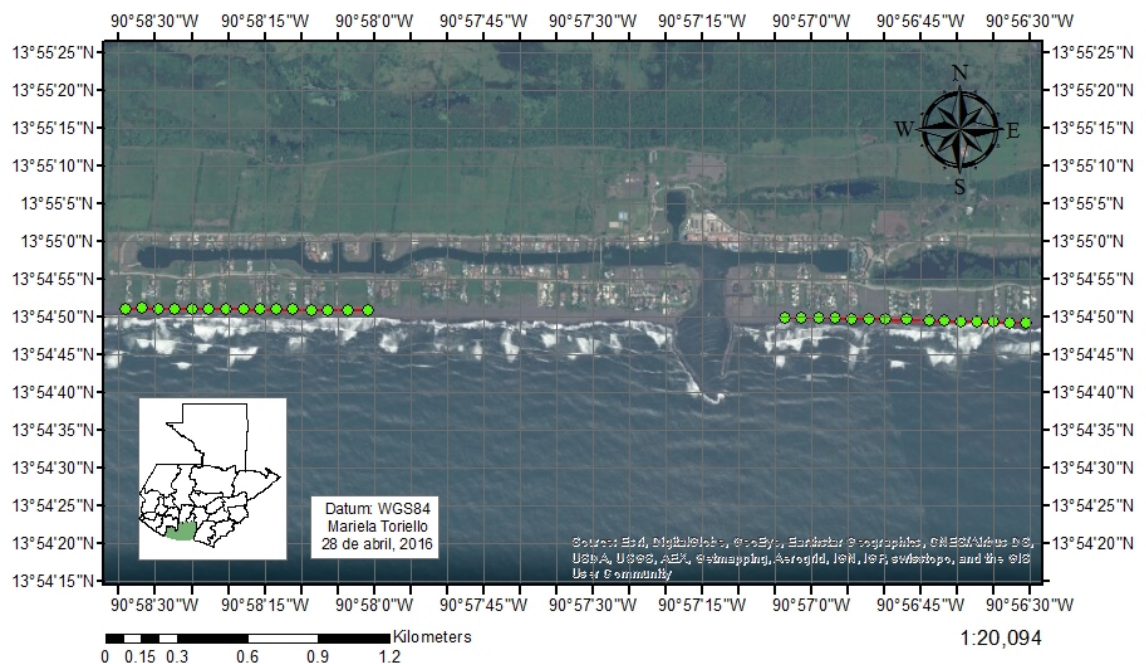 90°58'30"W 90°58'15"W 90°58'0"W 90°57'45"W 90°57'30"W 90°57'15"W 90°57'0"W 90°56'45"W 90°56'30"W
13°55'25"N 13°55'25"N
N
13°55'20"N 13°55'20"N
13°55'15"N W E 13°55'15"N
13°55'10"N 13°55'10"N
S
13°55'5"N 13°55'5"N
13°55'0"N 13°55'0"N
13°54'55"N 13°54'55"N
13°54'50"N 13°54'50"N
13°54'45"N 13°54'45"N
13°54'40"N 13°54'40"N
13°54'35"N 13°54'35"N
13°54'30"N 13°54'30"N
13°54'25"N 13°54'25"N
Datum: WGS84
Mariela Toriello
28 de abril, 2016
13°54'20"N 13°54'20"N
Source: Esri, DigitalGlobe, GeoEye, Earthstar Geographics, CNES/Airbus DS,
USDA, USGS, AEX, Getmapping, Aerogrid, IGN, IGP, swisstopo, and the GIS
User Community
13°54'15"N 13°54'15"N
90°58'30"W 90°58'15"W 90°58'0"W 90°57'45"W 90°57'30"W 90°57'15"W 90°57'0"W 90°56'45"W 90°56'30"W
Kilometers
0 0.15 0.3 0.6 0.9 1.2
1:20,094